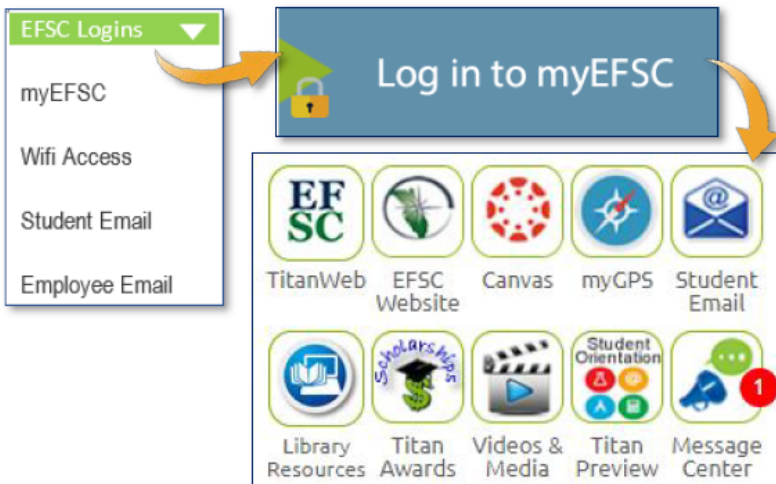 EFSC Logins
myEFSC
Wifi Access
Student Email
Employee Email
Log in to myEFSC
EF
SC
@
TitanWeb
EFSC
Website
Canvas
myGPS
Student
Email
Scholarships
$
Student
Orientation
@
1
Library
Resources
Titan
Awards
Videos &
Media
Titan
Preview
Message
Center